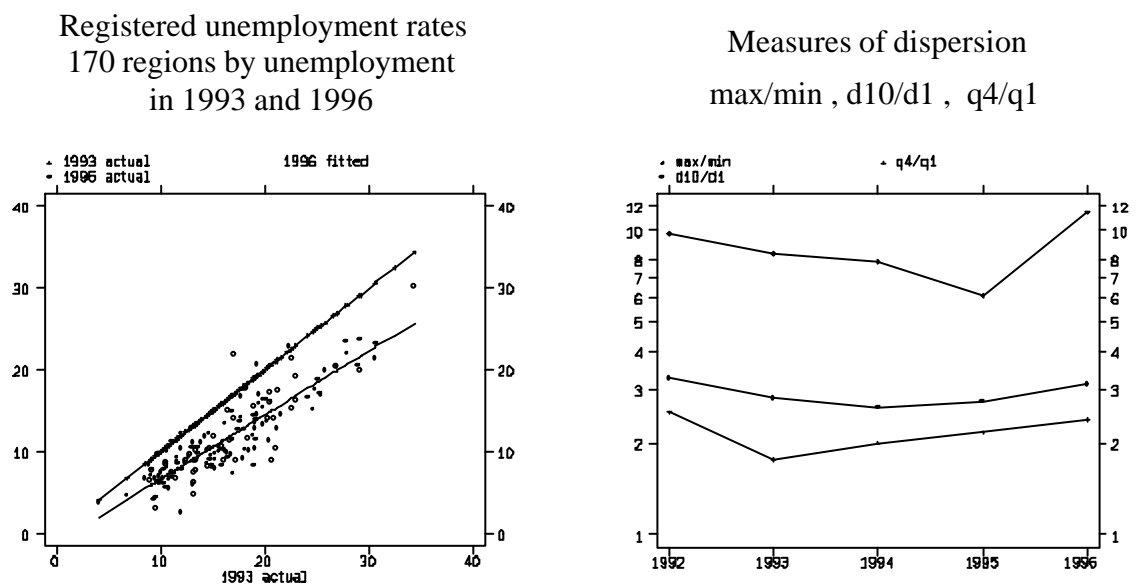 Registered unemployment rates
170 regions by unemployment
in 1993 and 1996
1993 actual 1996 fitted
1996 actual
40 40
30 30
20 20
10 10
0 0
0 10 20 30 40
1993 actual
Measures of dispersion
max/min , d10/d1 , q4/q1
max/min q4/q1
d10/d1
12 12
10 10
8 8
7 7
6 6
5 5
4 4
3 3
2 2
1 1
1992 1993 1994 1995 1996